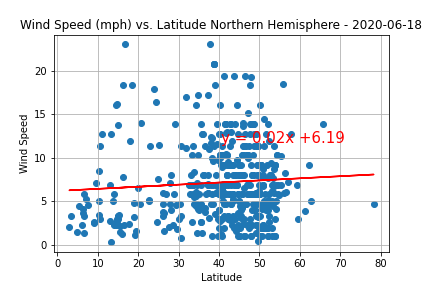 Wind Speed (mph) vs. Latitude Northern Hemisphere - 2020-06-18
20
15
10
5
0
Wind Speed
y = 0.02x +6.19
0 10 20 30 40 50 60 70 80
Latitude